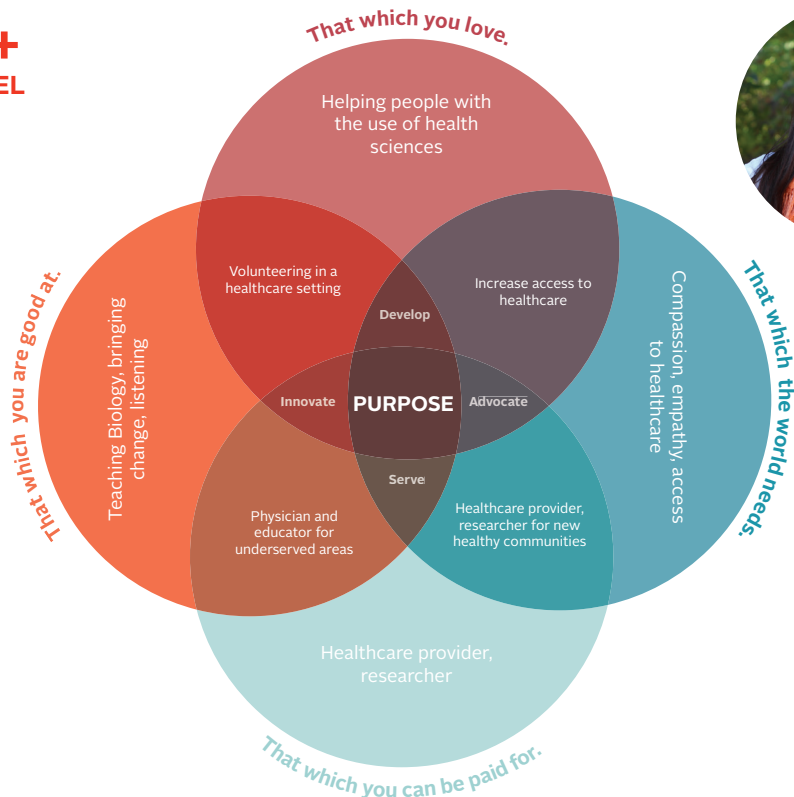 That which you love.
+
EL
Helping people with
the use of health
sciences
That which you are good at.
Teaching Biology, bringing
change, listening
Volunteering in a
healthcare setting
Increase access to
healthcare
Compassion, empathy, access
to healthcare
That which the world needs.
Develop
Innovate
PURPOSE
Advocate
Serve
Physician and
educator for
underserved areas
Healthcare provider,
researcher for new
healthy communities
Healthcare provider,
researcher
That which you can be paid for.